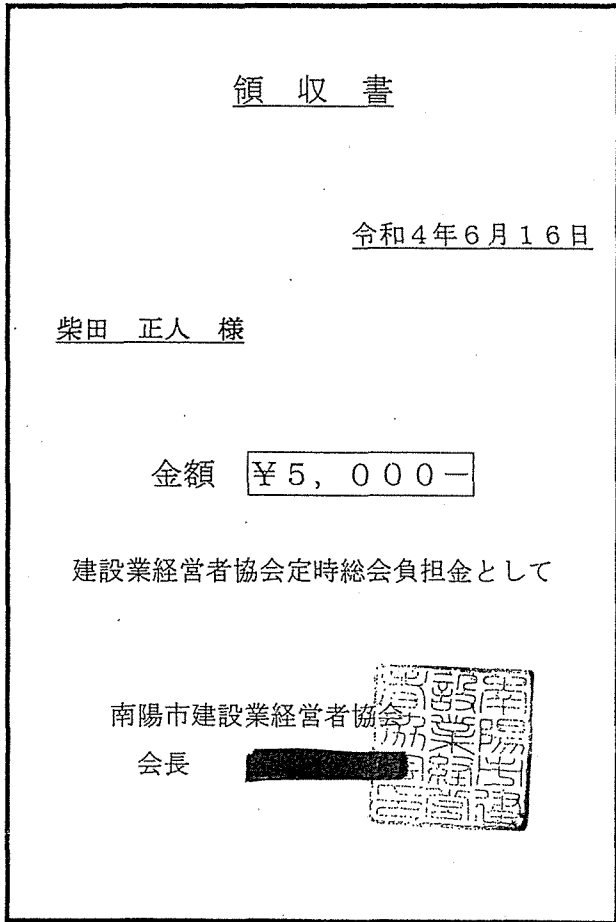 領　収　書
令和４年６月１６日
柴田　正人　様
金額　￥５，０００－
建設業経営者協会定時総会負担金として
南陽市建設業経営者協会
会長